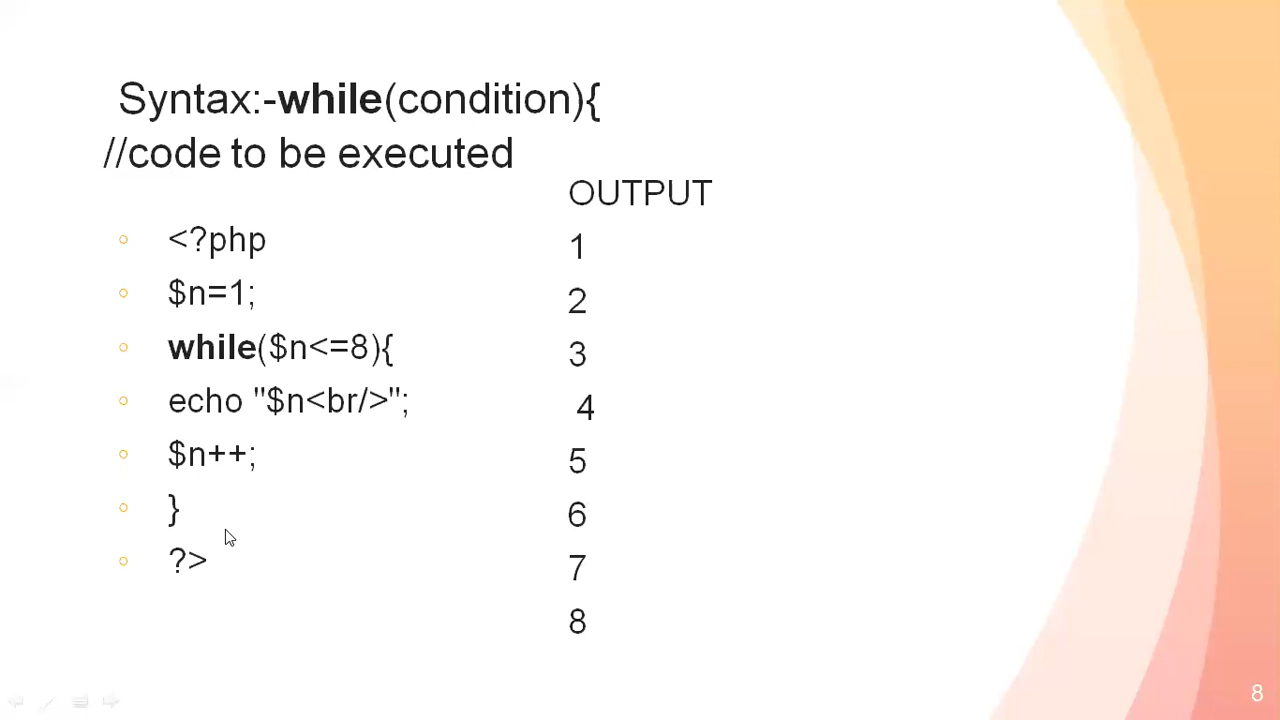 Syntax:-while(condition){
//code to be executed
<?php
$n=1;
while($n<=8){
echo "$n<br/>";
$n++;
}
?>
OUTPUT
1
2
3
4
5
6
7
8
8